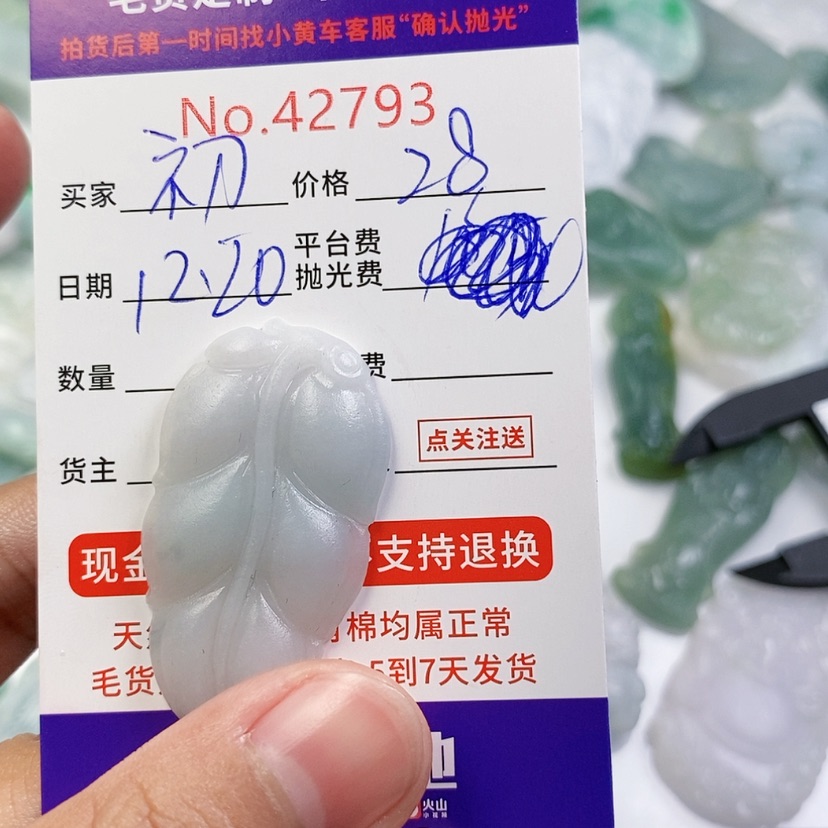 拍货后第一时间找小黄车客服“确认抛光”
No.42793
买家 初 价格 28
平台费
日期 12.20 抛光费
数量 费
点关注送
货主
现金 支持退换
天 棉均属正常
毛货 5到7天发货
火山